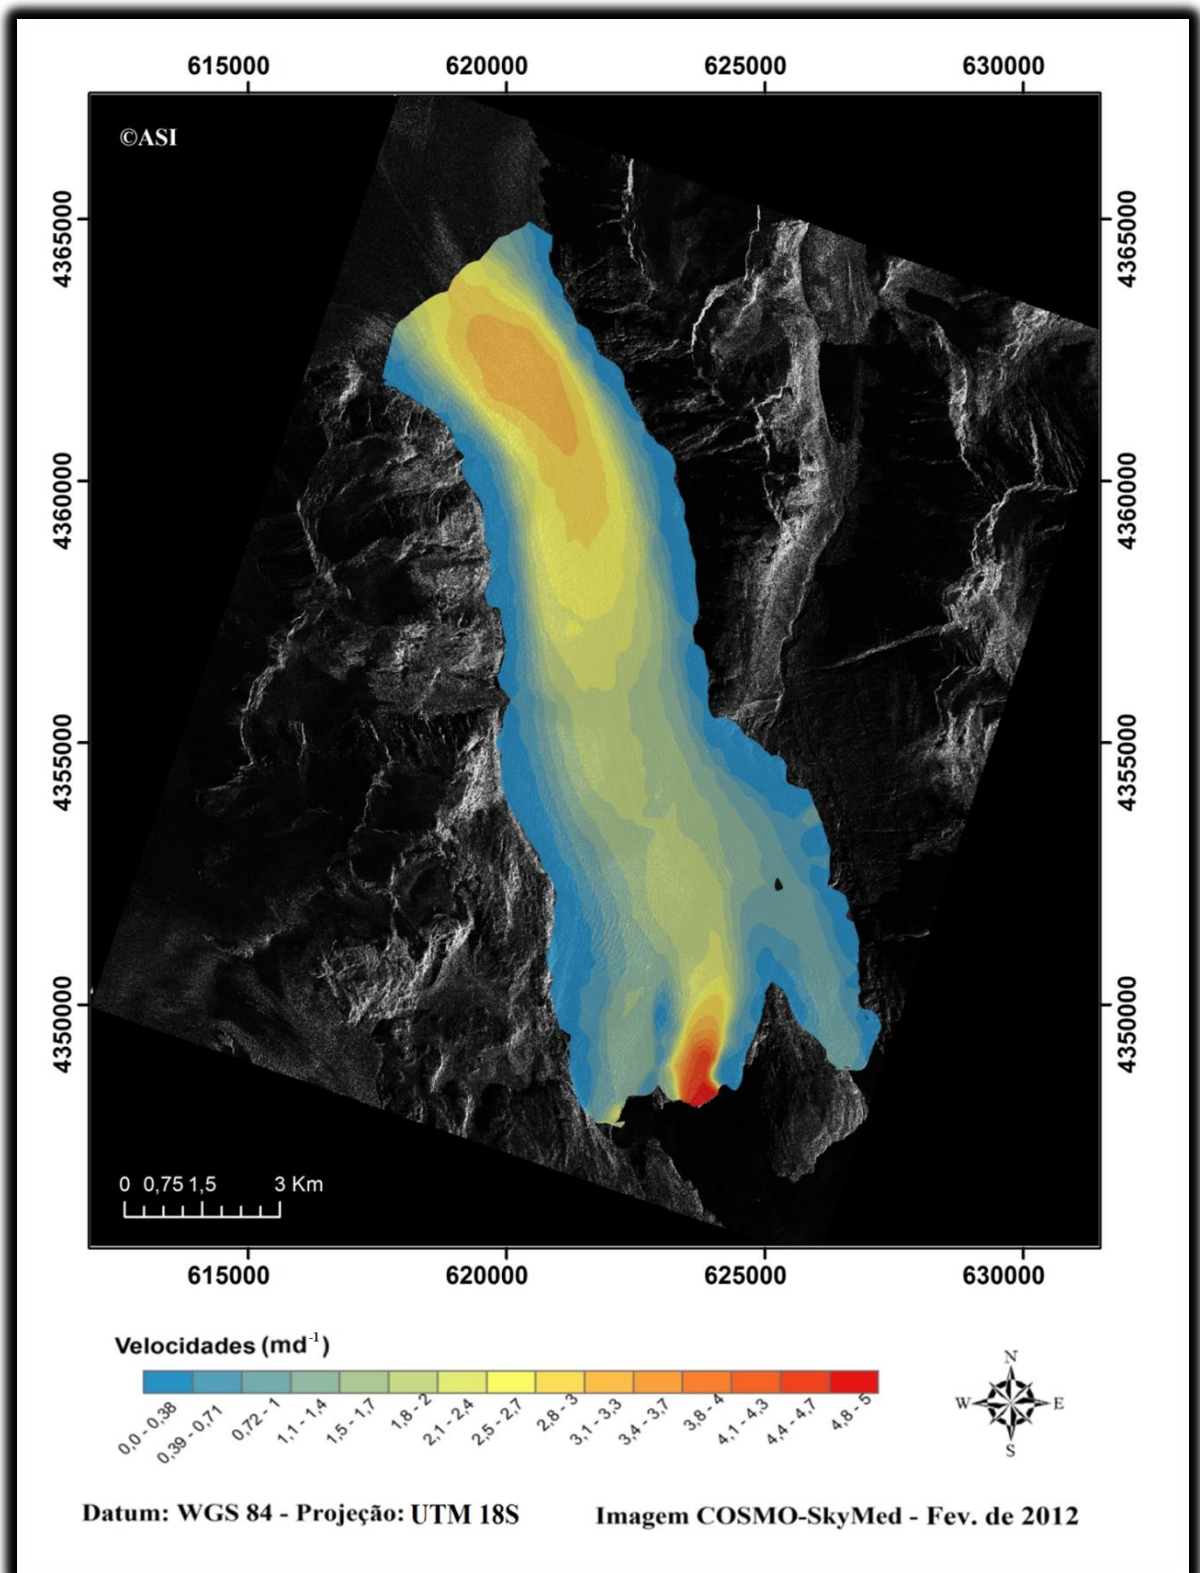 615000 620000 625000 630000
©ASI
4365000 4365000
4360000 4360000
4355000 4355000
4350000 4350000
0 0,75 1,5 3 Km
615000 620000 625000 630000
Velocidades (md-1)
0,0 - 0,38 0,39 - 0,71 0,72 - 1 1,1 - 1,4 1,5 - 1,7 1,8 - 2 2,1 - 2,4 2,5 - 2,7 2,8 - 3 3,1 - 3,3 3,4 - 3,7 3,8 - 4 4,1 - 4,3 4,4 - 4,7 4,8 - 5
N
W E
S
Datum: WGS 84 - Projeção: UTM 18S Imagem COSMO-SkyMed - Fev. de 2012